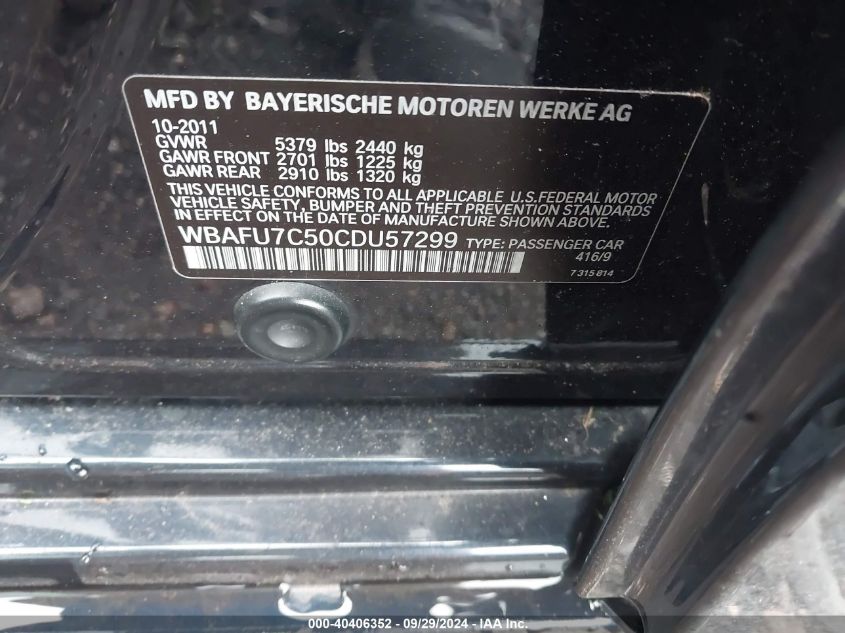 MFD BY BAYERISCHE MOTOREN WERKE AG
10-2011
GVWR 5379 lbs 2440 kg
GAWR FRONT 2701 lbs 1225 kg
GAWR REAR 2910 lbs 1320 kg
THIS VEHICLE CONFORMS TO ALL APPLICABLE U.S.FEDERAL MOTOR
VEHICLE SAFETY, BUMPER AND THEFT PREVENTION STANDARDS
IN EFFECT ON THE DATE OF MANUFACTURE SHOWN ABOVE.
WBAFU7C50CDU57299 TYPE: PASSENGER CAR
416/9
7 315 814
000-40406352 | 09/29/2024 | IAA Inc.